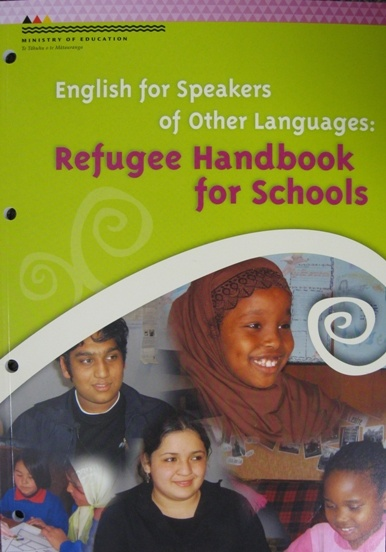 MINISTRY OF EDUCATION
Te Tāhuhu o te Mātauranga
English for Speakers
of Other Languages:
Refugee Handbook
for Schools